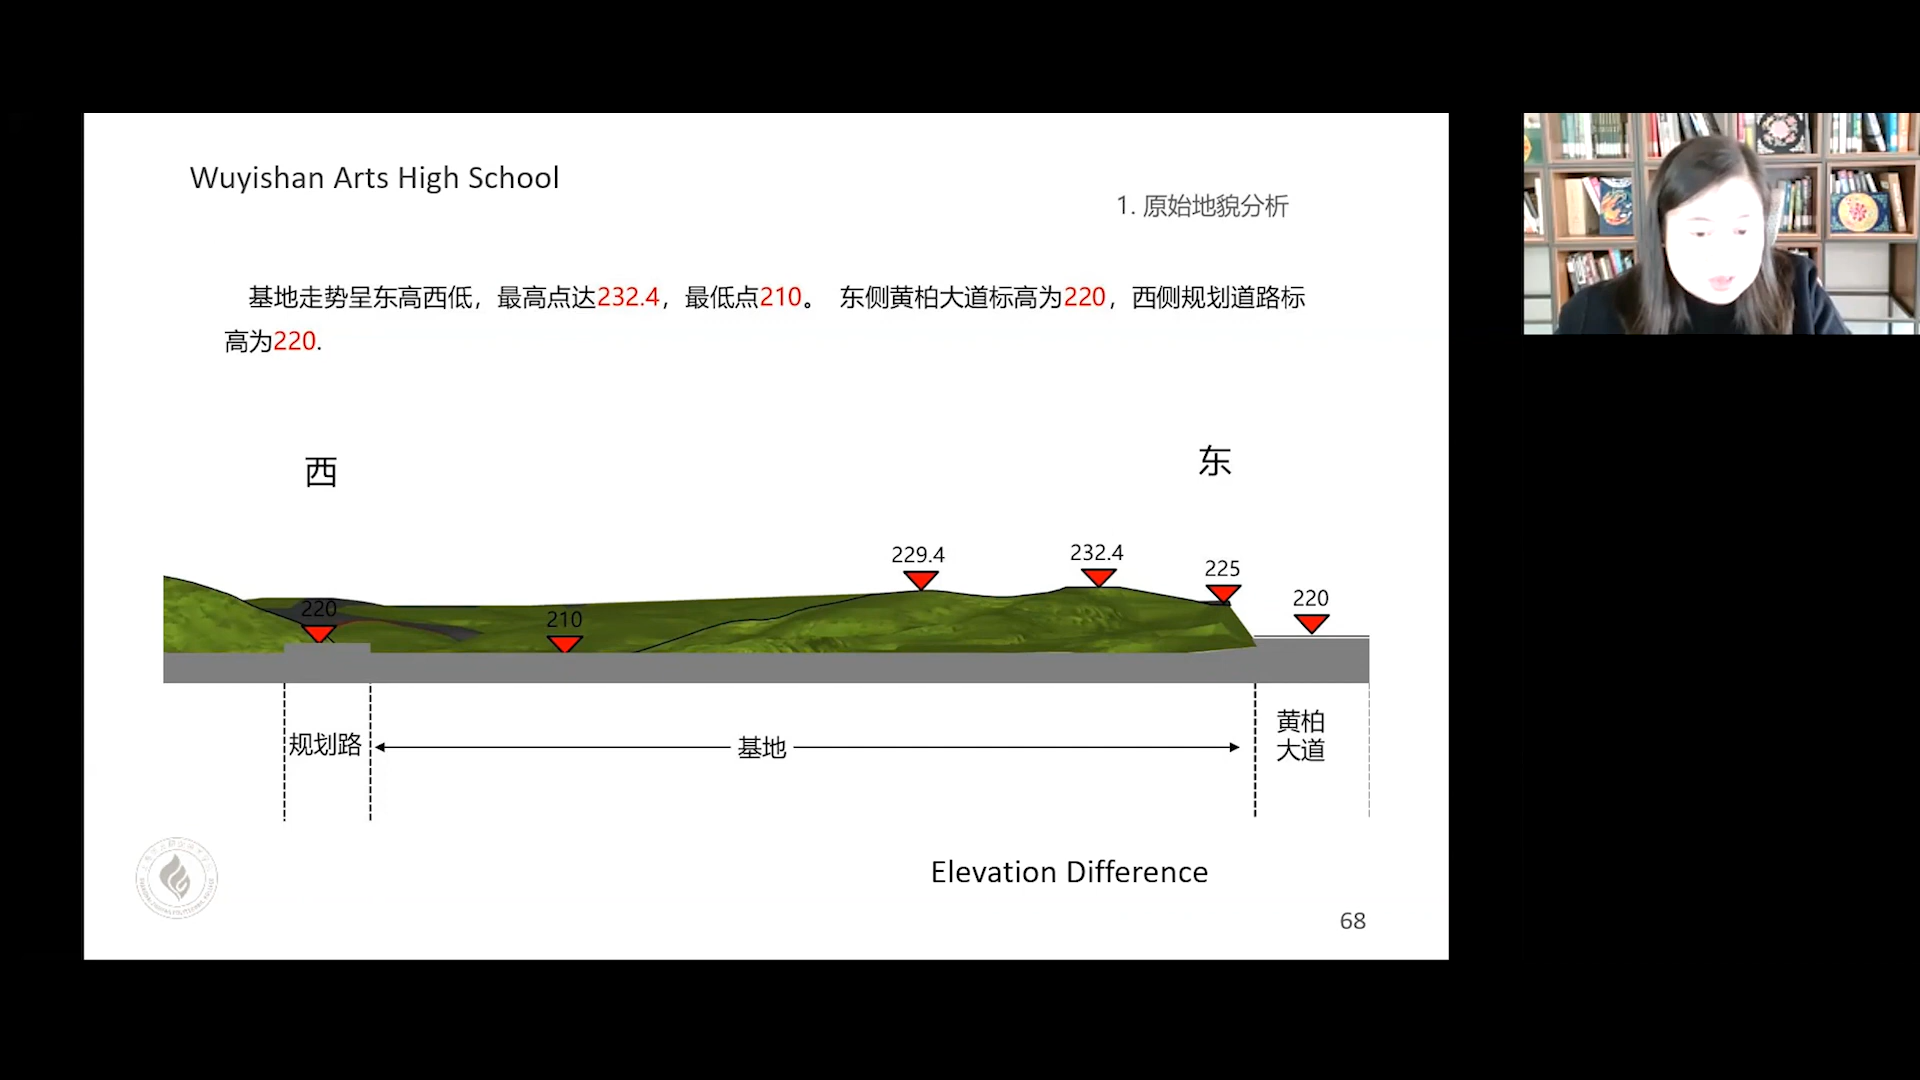 Wuyishan Arts High School
1. 原始地貌分析
基地走势呈东高西低，最高点达232.4，最低点210。 东侧黄柏大道标高为220，西侧规划道路标
高为220.
西
东
229.4
232.4
225
220
220
210
规划路
基地
黄柏
大道
Elevation Difference
68